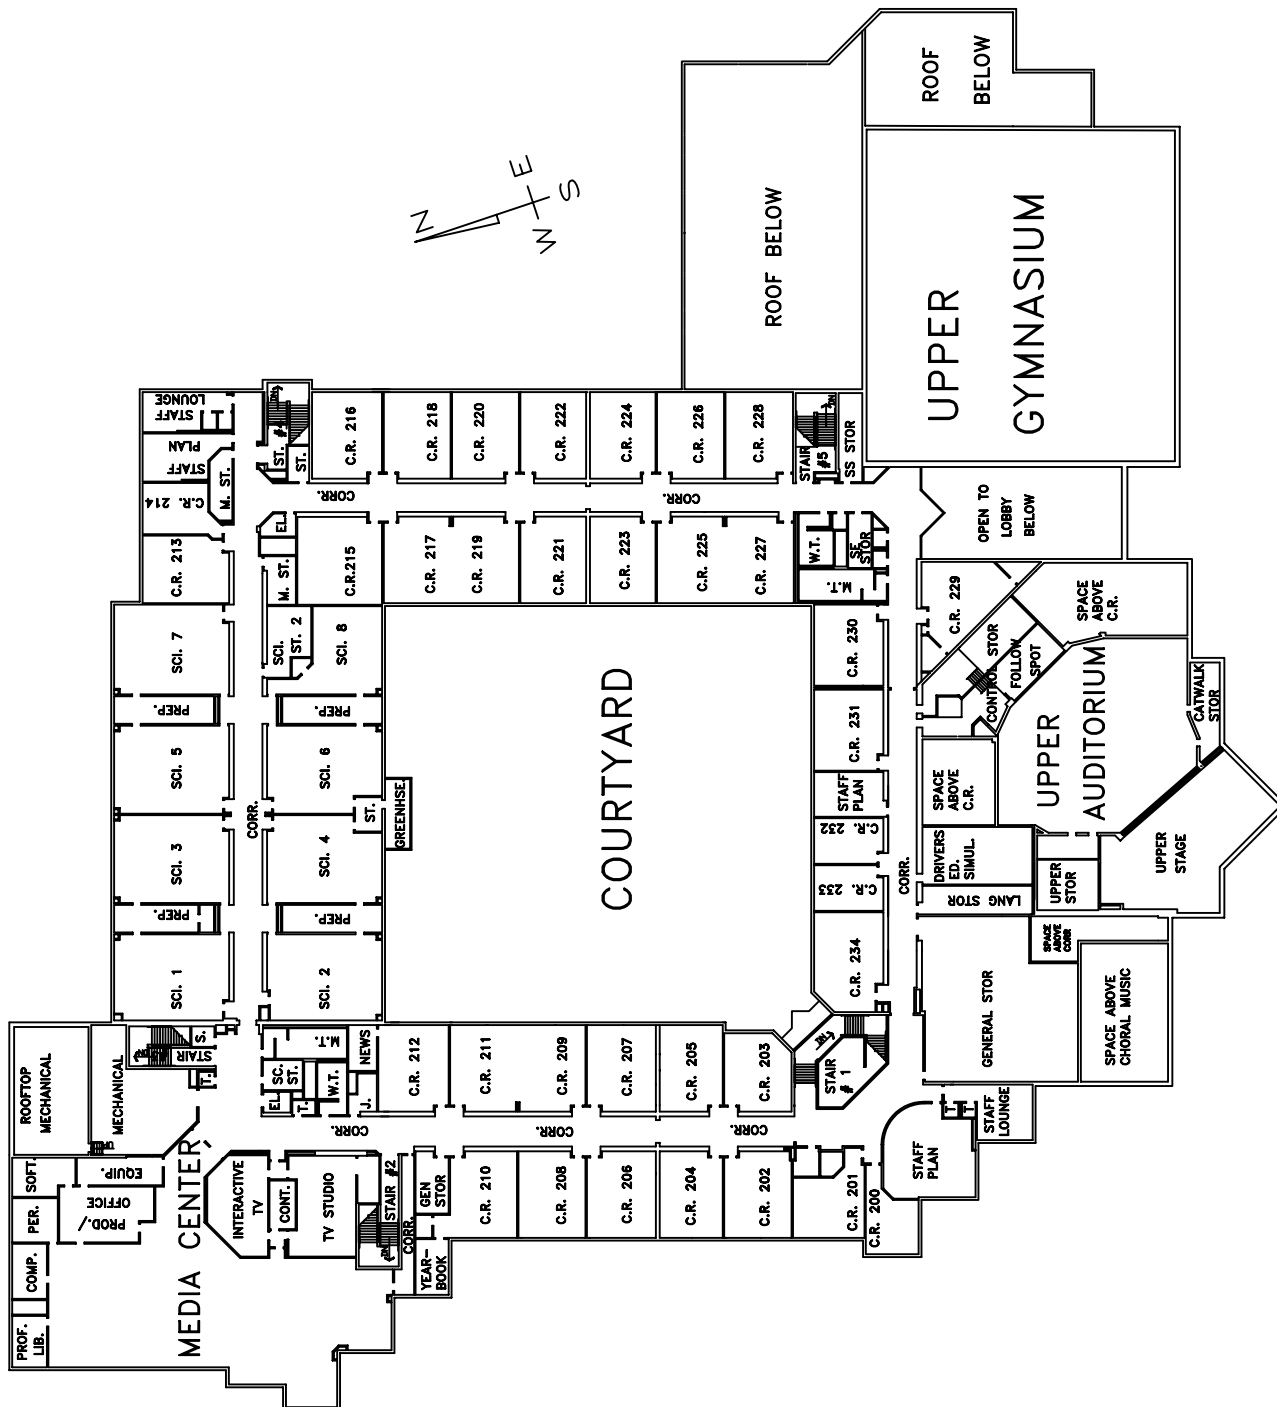 ROOF
BELOW
ROOF BELOW
N
E
S
W
UPPER
GYMNASIUM
STAFF
LOUNGE
STAFF
PLAN
M. ST.
C.R. 214
C.R. 213
ST.
#4
DN
ST.
EL.
M. ST.
C.R. 216
C.R. 218
C.R. 220
C.R. 222
C.R. 224
C.R. 226
C.R. 228
STAIR
#5
DN
SS STOR
CORR.
CORR.
C.R.215
C.R. 217
C.R. 219
C.R. 221
C.R. 223
C.R. 225
C.R. 227
W.T.
SE
STOR
M.T.
OPEN TO
LOBBY
BELOW
SCI. 7
PREP.
SCI. 5
SCI. 3
PREP.
SCI. 1
CORR.
SCI.
ST. 2
SCI. 8
PREP.
SCI. 6
ST.
GREENHSE.
SCI. 4
PREP.
SCI. 2
COURTYARD
C.R. 230
C.R. 231
STAFF
PLAN
C.R. 232
C.R. 233
C.R. 234
CORR.
C.R. 229
CONTROL STOR
FOLLOW
SPOT
SPACE
ABOVE
C.R.
UPPER
AUDITORIUM
CATWALK
STOR
SPACE
ABOVE
C.R.
DRIVERS
ED.
SIMUL.
LANG STOR
UPPER
STOR
UPPER
STAGE
SPACE
ABOVE
CORR
GENERAL STOR
SPACE ABOVE
CHORAL MUSIC
ROOFTOP
MECHANICAL
MECHANICAL
UP
STAIR
#3
DN
S.
T.
M.T.
SC.
ST.
EL.
T.
W.T.
NEWS
J.
C.R. 212
C.R. 211
C.R. 209
C.R. 207
C.R. 205
C.R. 203
DN
STAIR
# 1
CORR.
CORR.
CORR.
SOFT.
EQUIP.
PER.
PROD./
OFFICE
COMP.
PROF.
LIB.
MEDIA CENTER
INTERACTIVE
TV
CONT.
TV STUDIO
STAIR #2
DN
CORR.
GEN
STOR
YEAR-
BOOK
C.R. 210
C.R. 208
C.R. 206
C.R. 204
C.R. 202
C.R. 201
C.R. 200
STAFF
PLAN
T
T
STAFF
LOUNGE